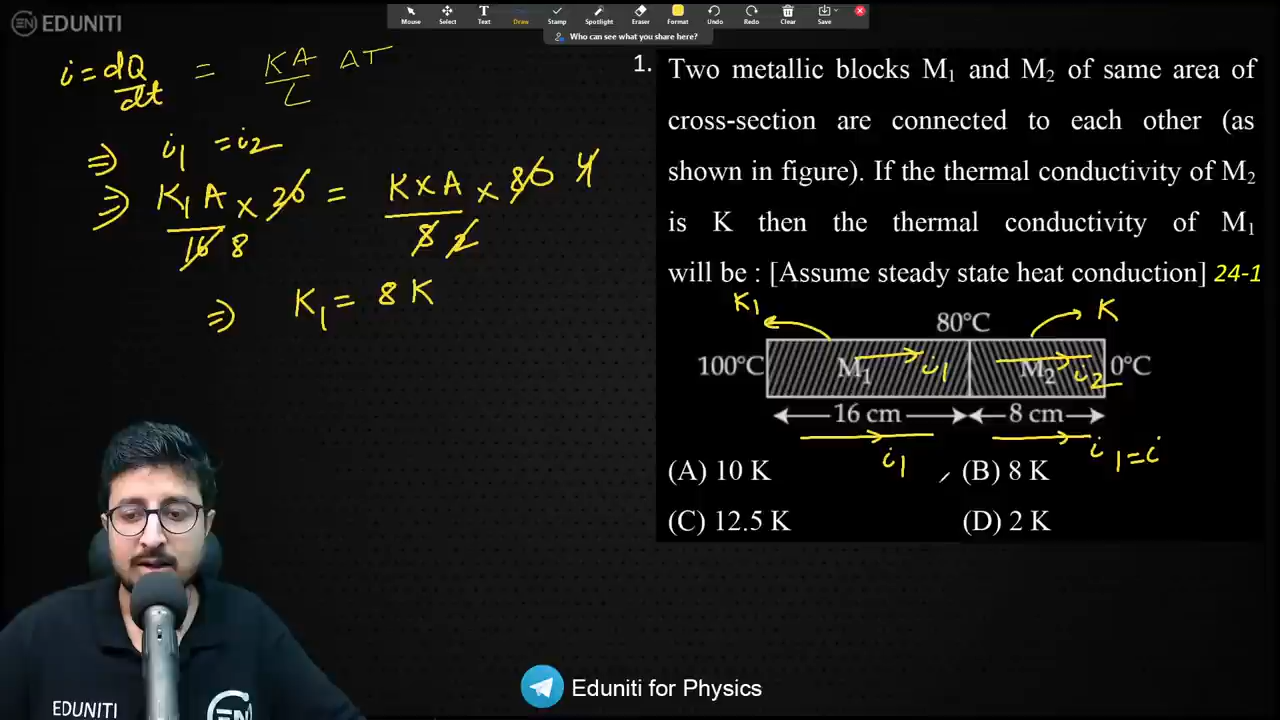 EDUNITI
Mouse Select Text Draw Stamp Spotlight Eraser Format Undo Redo Clear Save
Who can see what you share here?
i = dQ/dt = KA/L ΔT
⇒ i₁ = i₂
⇒ K₁A/16 8 × 20 = K×A/8 2 × 80 4
⇒ K₁ = 8 K
1. Two metallic blocks M₁ and M₂ of same area of
cross-section are connected to each other (as
shown in figure). If the thermal conductivity of M₂
is K then the thermal conductivity of M₁
will be : [Assume steady state heat conduction] 24-1
K₁ K
80°C
100°C M₁ i₁ M₂ i₂ 0°C
16 cm 8 cm
i₁ i₁=i
(A) 10 K (B) 8 K
(C) 12.5 K (D) 2 K
Eduniti for Physics
EDUNITI EN